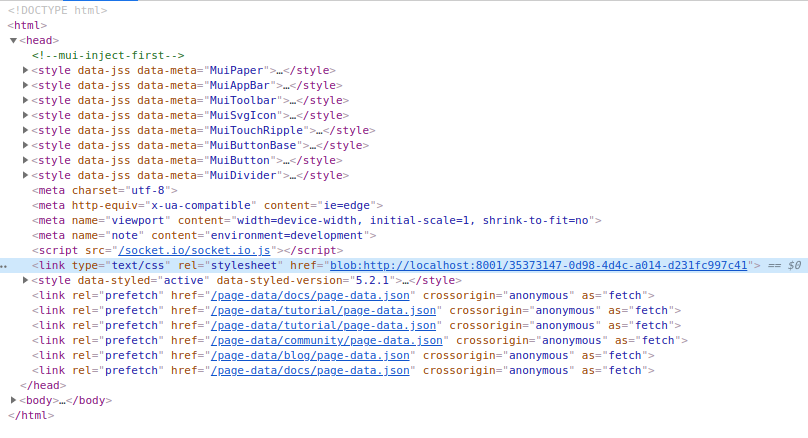 <!DOCTYPE html>
<html>
<head>
<!--mui-inject-first-->
<style data-jss data-meta="MuiPaper">…</style>
<style data-jss data-meta="MuiAppBar">…</style>
<style data-jss data-meta="MuiToolbar">…</style>
<style data-jss data-meta="MuiSvgIcon">…</style>
<style data-jss data-meta="MuiTouchRipple">…</style>
<style data-jss data-meta="MuiButtonBase">…</style>
<style data-jss data-meta="MuiButton">…</style>
<style data-jss data-meta="MuiDivider">…</style>
<meta charset="utf-8">
<meta http-equiv="x-ua-compatible" content="ie=edge">
<meta name="viewport" content="width=device-width, initial-scale=1, shrink-to-fit=no">
<meta name="note" content="environment=development">
<script src="/socket.io/socket.io.js"></script>
<link type="text/css" rel="stylesheet" href="blob:http://localhost:8001/35373147-0d98-4d4c-a014-d231fc997c41"> == $0
<style data-styled="active" data-styled-version="5.2.1">…</style>
<link rel="prefetch" href="/page-data/docs/page-data.json" crossorigin="anonymous" as="fetch">
<link rel="prefetch" href="/page-data/tutorial/page-data.json" crossorigin="anonymous" as="fetch">
<link rel="prefetch" href="/page-data/tutorial/page-data.json" crossorigin="anonymous" as="fetch">
<link rel="prefetch" href="/page-data/community/page-data.json" crossorigin="anonymous" as="fetch">
<link rel="prefetch" href="/page-data/blog/page-data.json" crossorigin="anonymous" as="fetch">
<link rel="prefetch" href="/page-data/docs/page-data.json" crossorigin="anonymous" as="fetch">
</head>
<body>…</body>
</html>